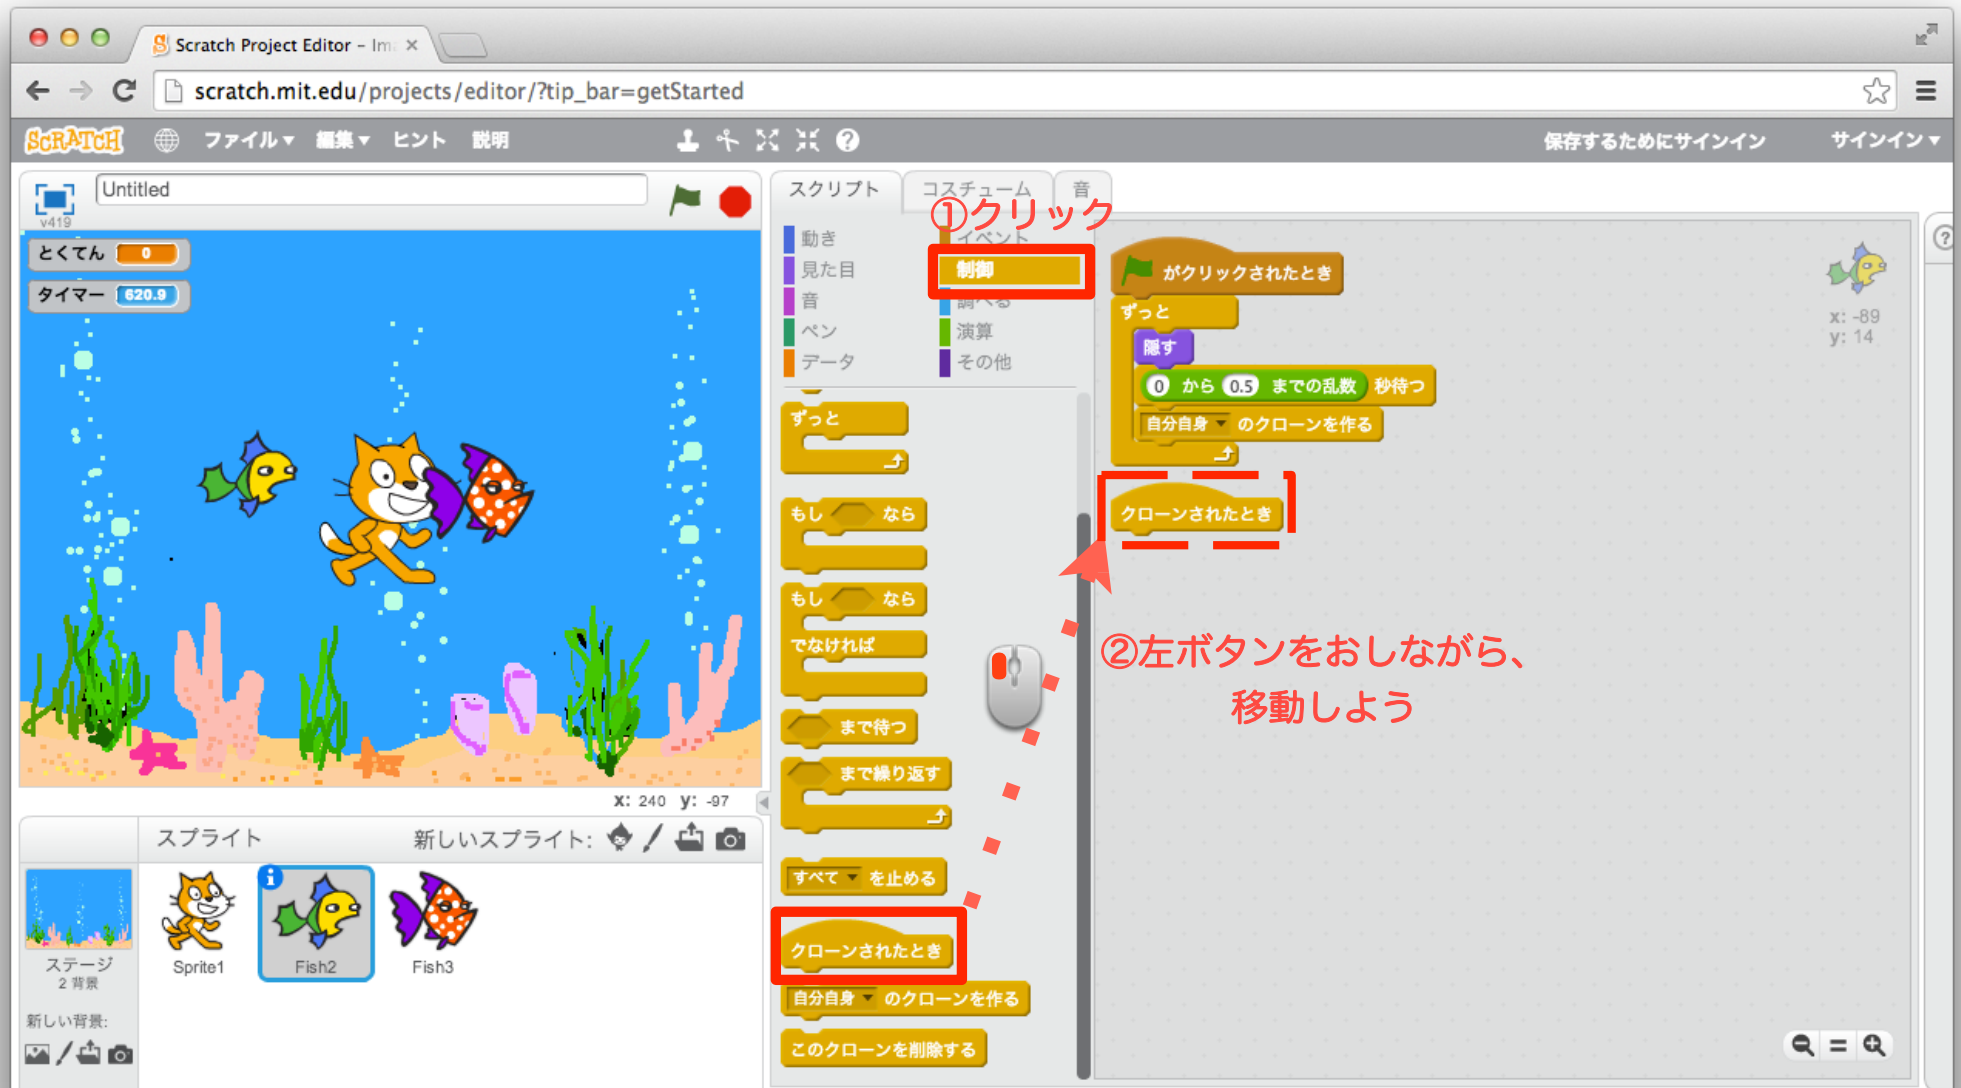 Scratch Project Editor – Im
scratch.mit.edu/projects/editor/?tip_bar=getStarted
SCRATCH ファイル▼ 編集▼ ヒント 説明 保存するためにサインイン サインイン▼
v419 Untitled
スクリプト コスチューム 音
①クリック
とくてん 0
タイマー 620.9
動き イベント
見た目 制御
音 調べる
ペン 演算
データ その他
ずっと
もし なら
もし なら
でなければ
まで待つ
まで繰り返す
すべて を止める
クローンされたとき
自分自身 のクローンを作る
このクローンを削除する
がクリックされたとき
ずっと
隠す
0 から 0.5 までの乱数 秒待つ
自分自身 のクローンを作る
クローンされたとき
②左ボタンをおしながら、
移動しよう
x: -89
y: 14
x: 240 y: -97
スプライト 新しいスプライト:
ステージ
2 背景
新しい背景:
Sprite1 Fish2 Fish3